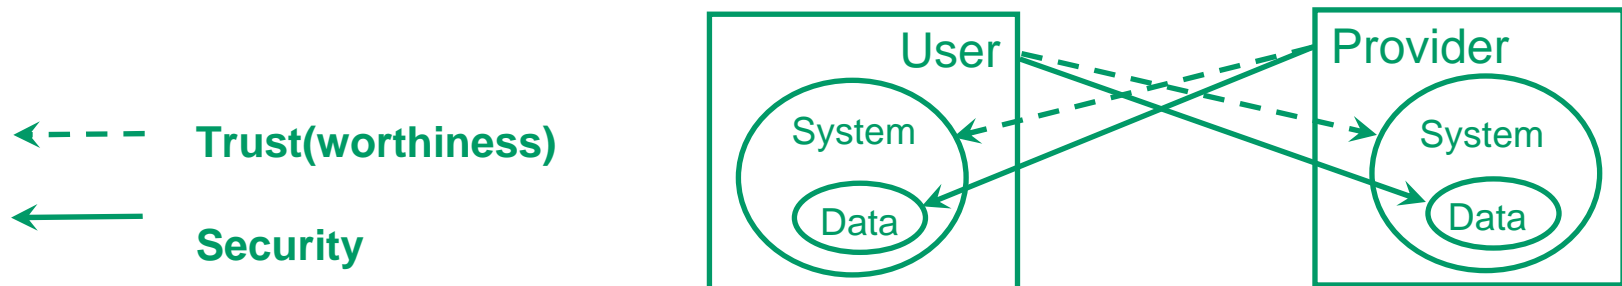 Trust(worthiness)
Security
User
System
Data
Provider
System
Data